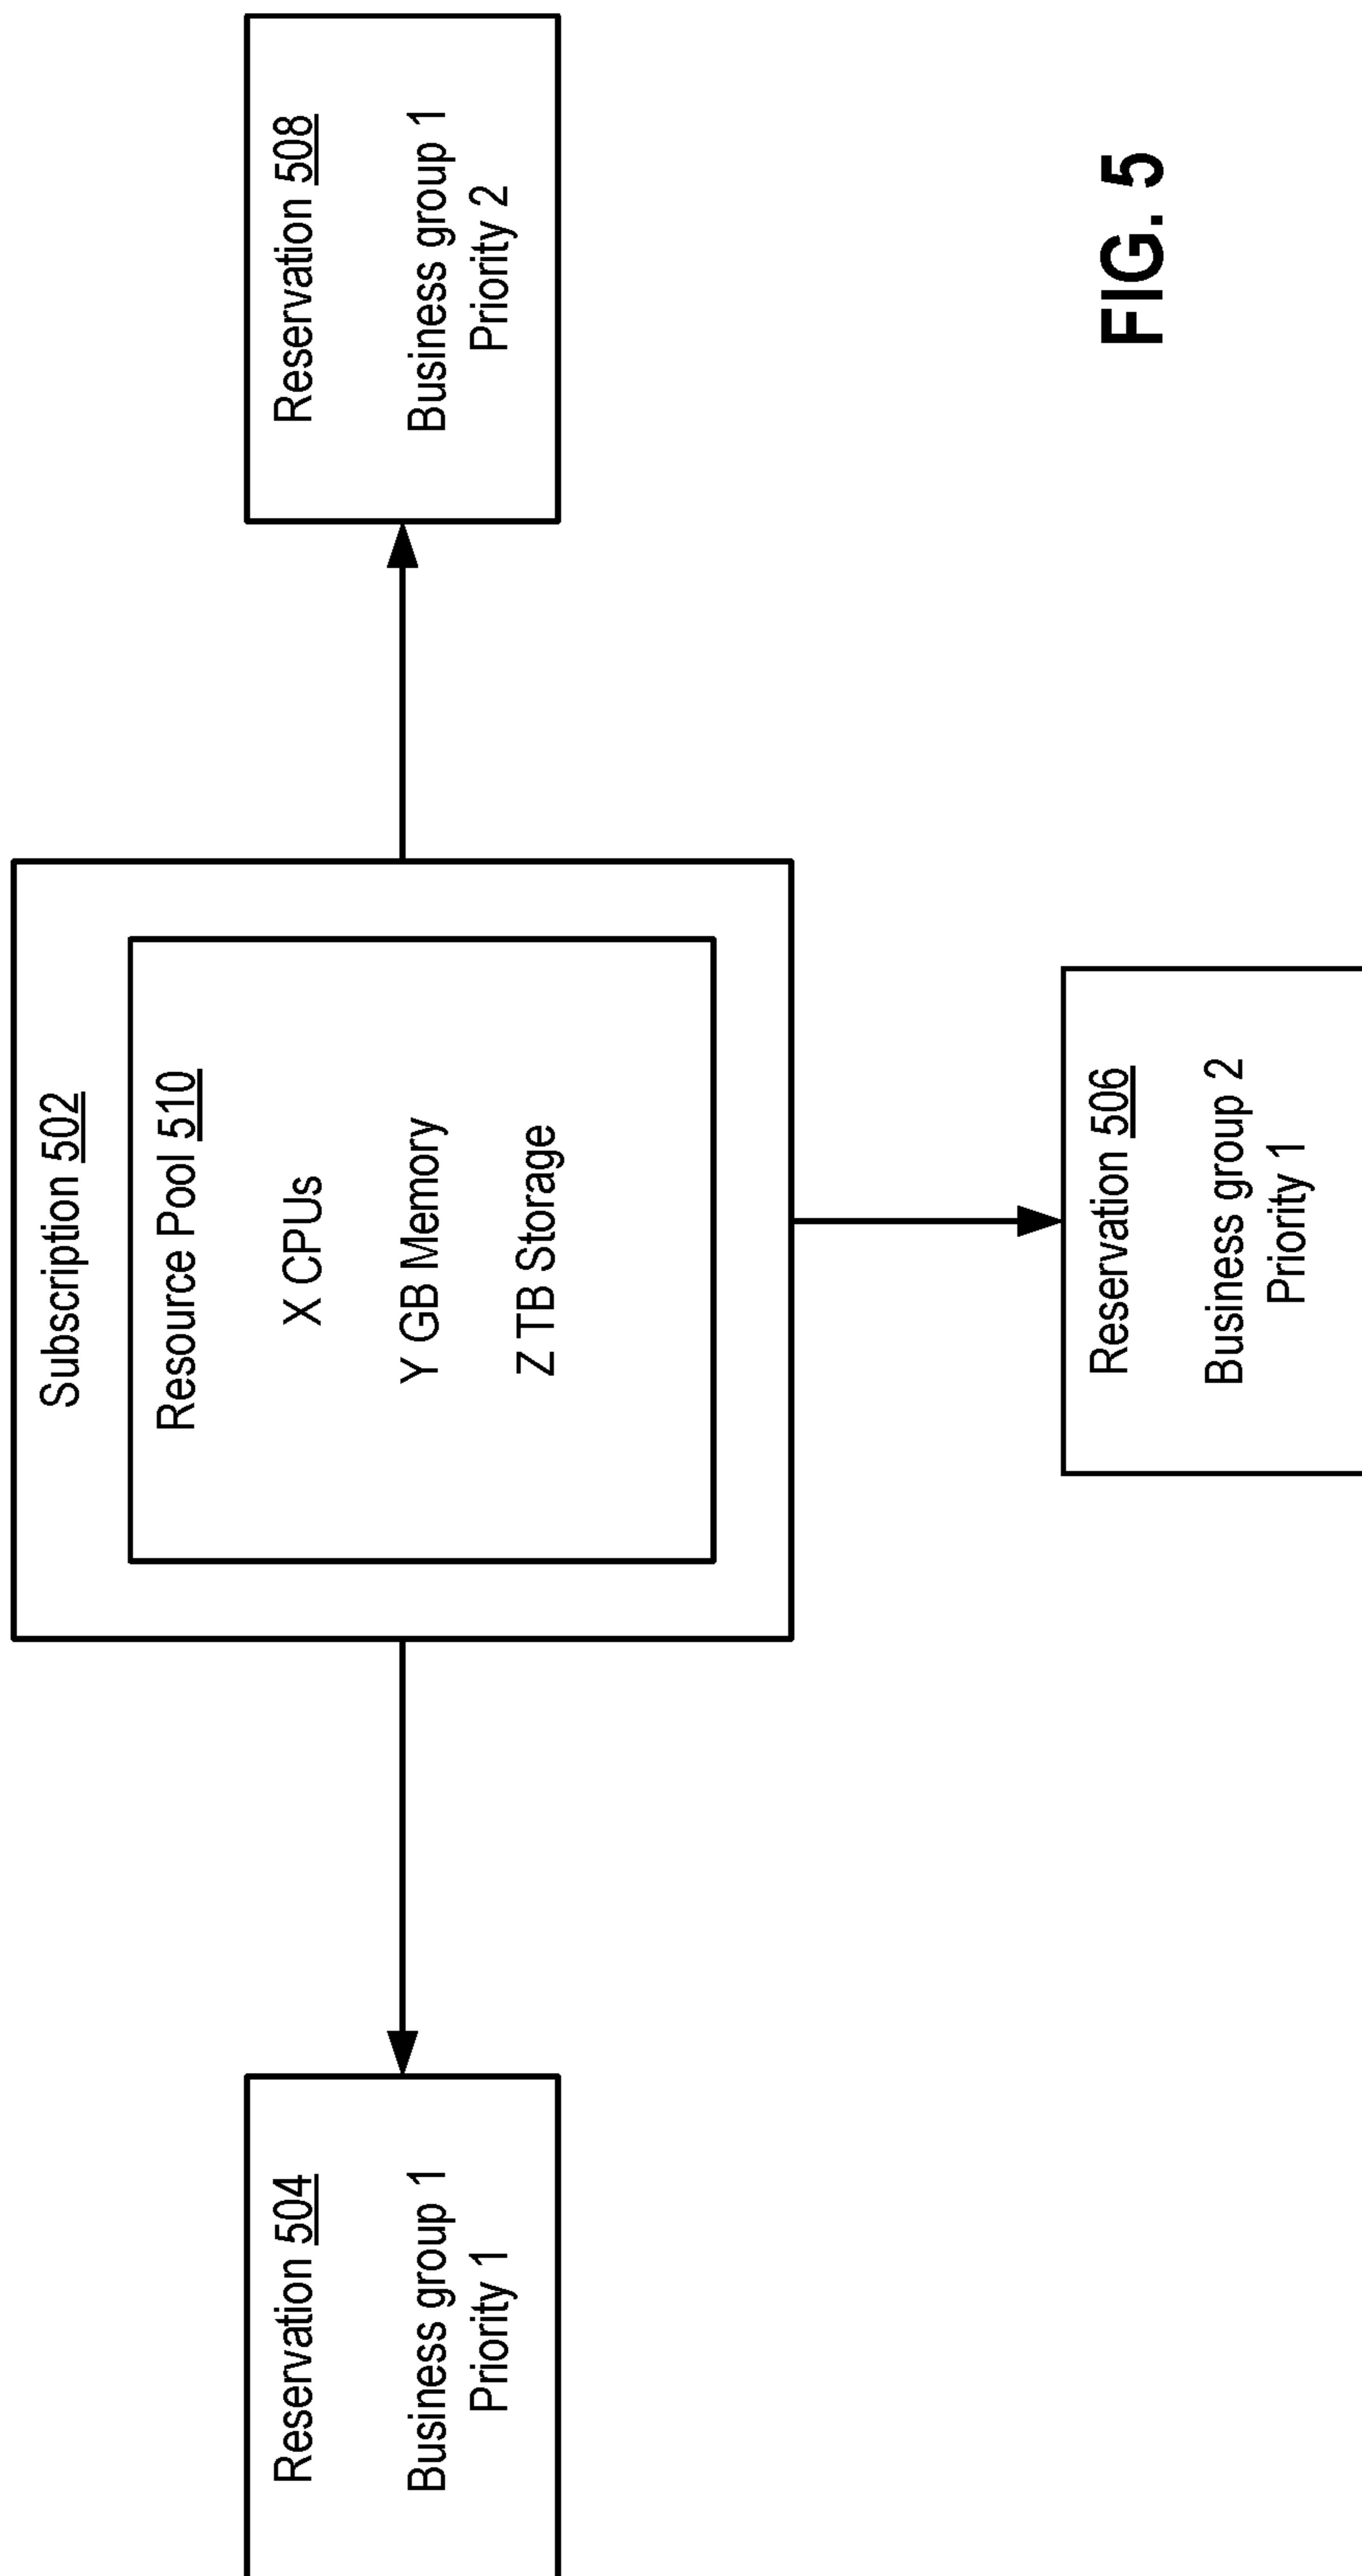 Subscription 502
Resource Pool 510
X CPUs
Y GB Memory
Z TB Storage
Reservation 504
Business group 1
Priority 1
Reservation 508
Business group 1
Priority 2
Reservation 506
Business group 2
Priority 1
FIG. 5